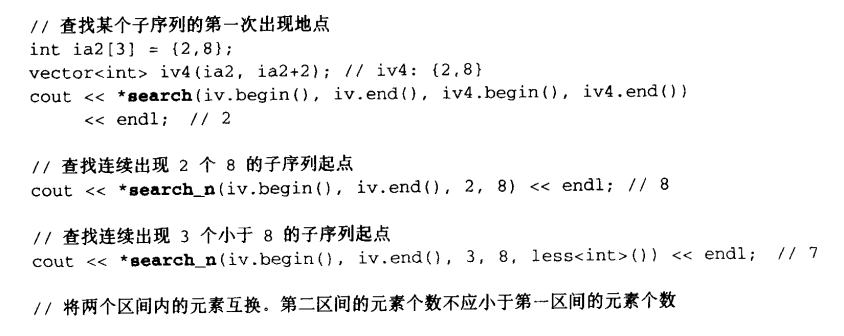 // 查找某个子序列的第一次出现地点
int ia2[3] = {2,8};
vector<int> iv4(ia2, ia2+2); // iv4: {2,8}
cout << *search(iv.begin(), iv.end(), iv4.begin(), iv4.end())
<< endl; // 2
// 查找连续出现 2 个 8 的子序列起点
cout << *search_n(iv.begin(), iv.end(), 2, 8) << endl; // 8
// 查找连续出现 3 个小于 8 的子序列起点
cout << *search_n(iv.begin(), iv.end(), 3, 8, less<int>()) << endl; // 7
// 将两个区间内的元素互换。第二区间的元素个数不应小于第一区间的元素个数